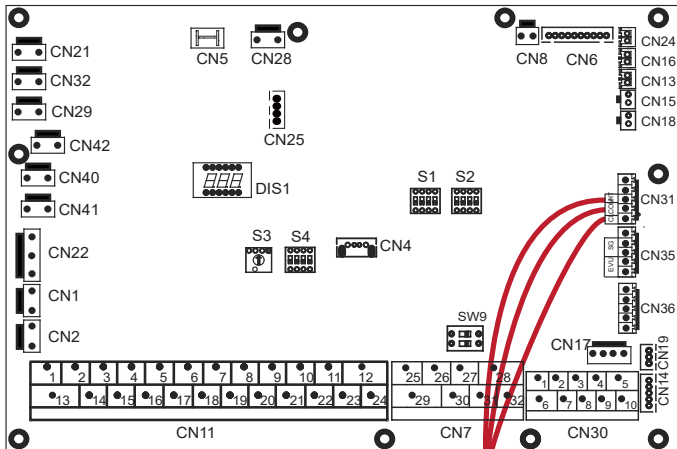 CN21
CN5
CN28
CN8
CN6
CN24
CN32
CN16
CN13
CN29
CN15
CN25
CN18
CN42
CN40
S1
S2
DIS1
CN31
CN41
S3
S4
CN4
CN22
EVU
SG
CN35
CN1
CN36
SW9
CN2
CN17
CN19
1 2 3 4 5 6 7 8 9 10 11 12
25 26 27 28
1 2 3 4 5
CN14
13 14 15 16 17 18 19 20 21 22 23 24
29 30 31 32
6 7 8 9 10
CN11
CN7
CN30